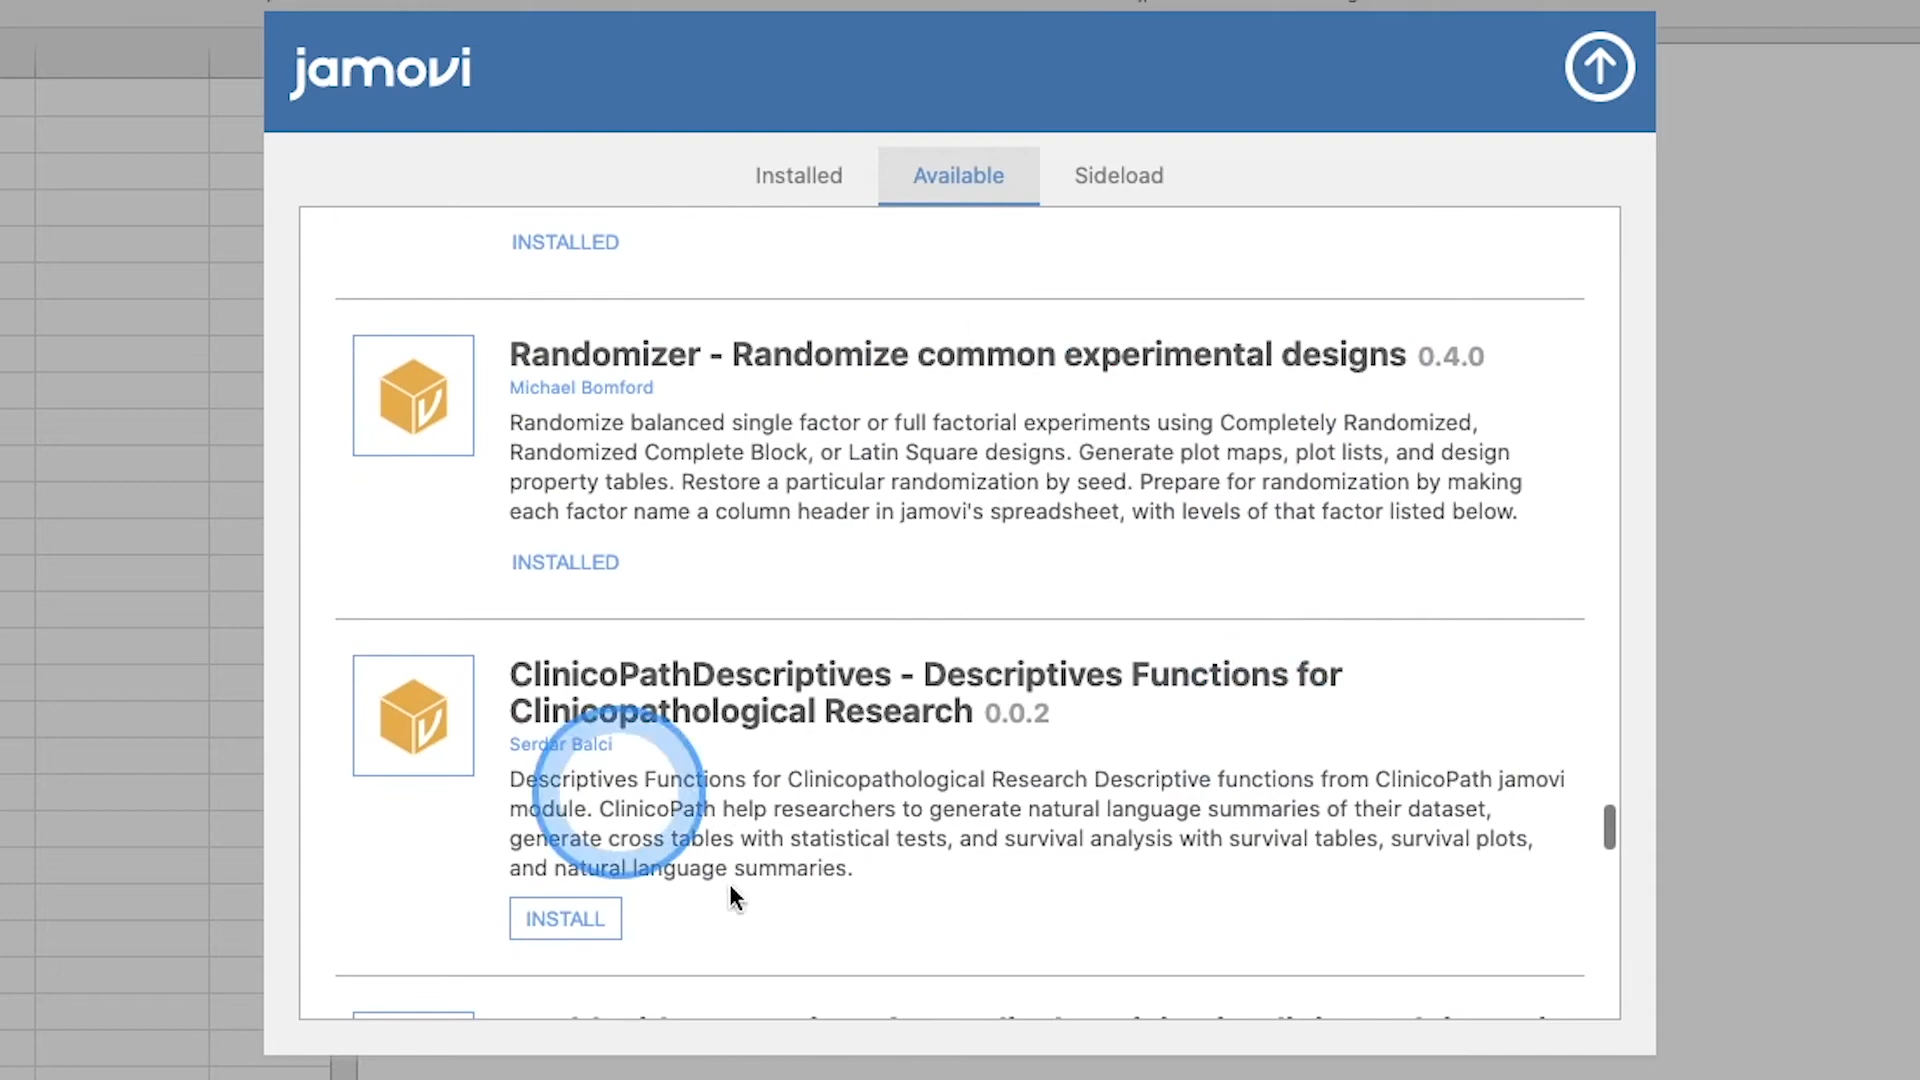 jamovi
Installed
Available
Sideload
INSTALLED
Randomizer - Randomize common experimental designs 0.4.0
Michael Bomford
Randomize balanced single factor or full factorial experiments using Completely Randomized,
Randomized Complete Block, or Latin Square designs. Generate plot maps, plot lists, and design
property tables. Restore a particular randomization by seed. Prepare for randomization by making
each factor name a column header in jamovi's spreadsheet, with levels of that factor listed below.
INSTALLED
ClinicoPathDescriptives - Descriptives Functions for
Clinicopathological Research 0.0.2
Serdar Balci
Descriptives Functions for Clinicopathological Research Descriptive functions from ClinicoPath jamovi
module. ClinicoPath help researchers to generate natural language summaries of their dataset,
generate cross tables with statistical tests, and survival analysis with survival tables, survival plots,
and natural language summaries.
INSTALL